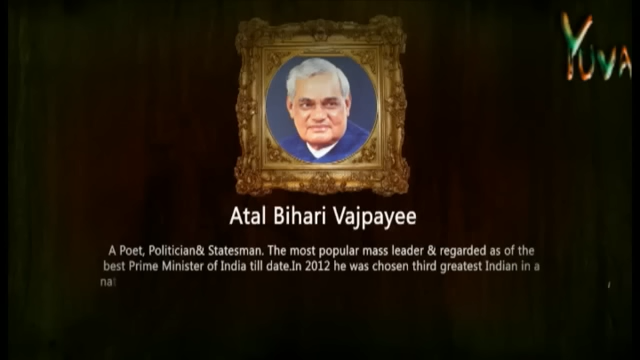 Yuva
Atal Bihari Vajpayee
A Poet, Politician& Statesman. The most popular mass leader & regarded as of the
best Prime Minister of India till date.In 2012 he was chosen third greatest Indian in a